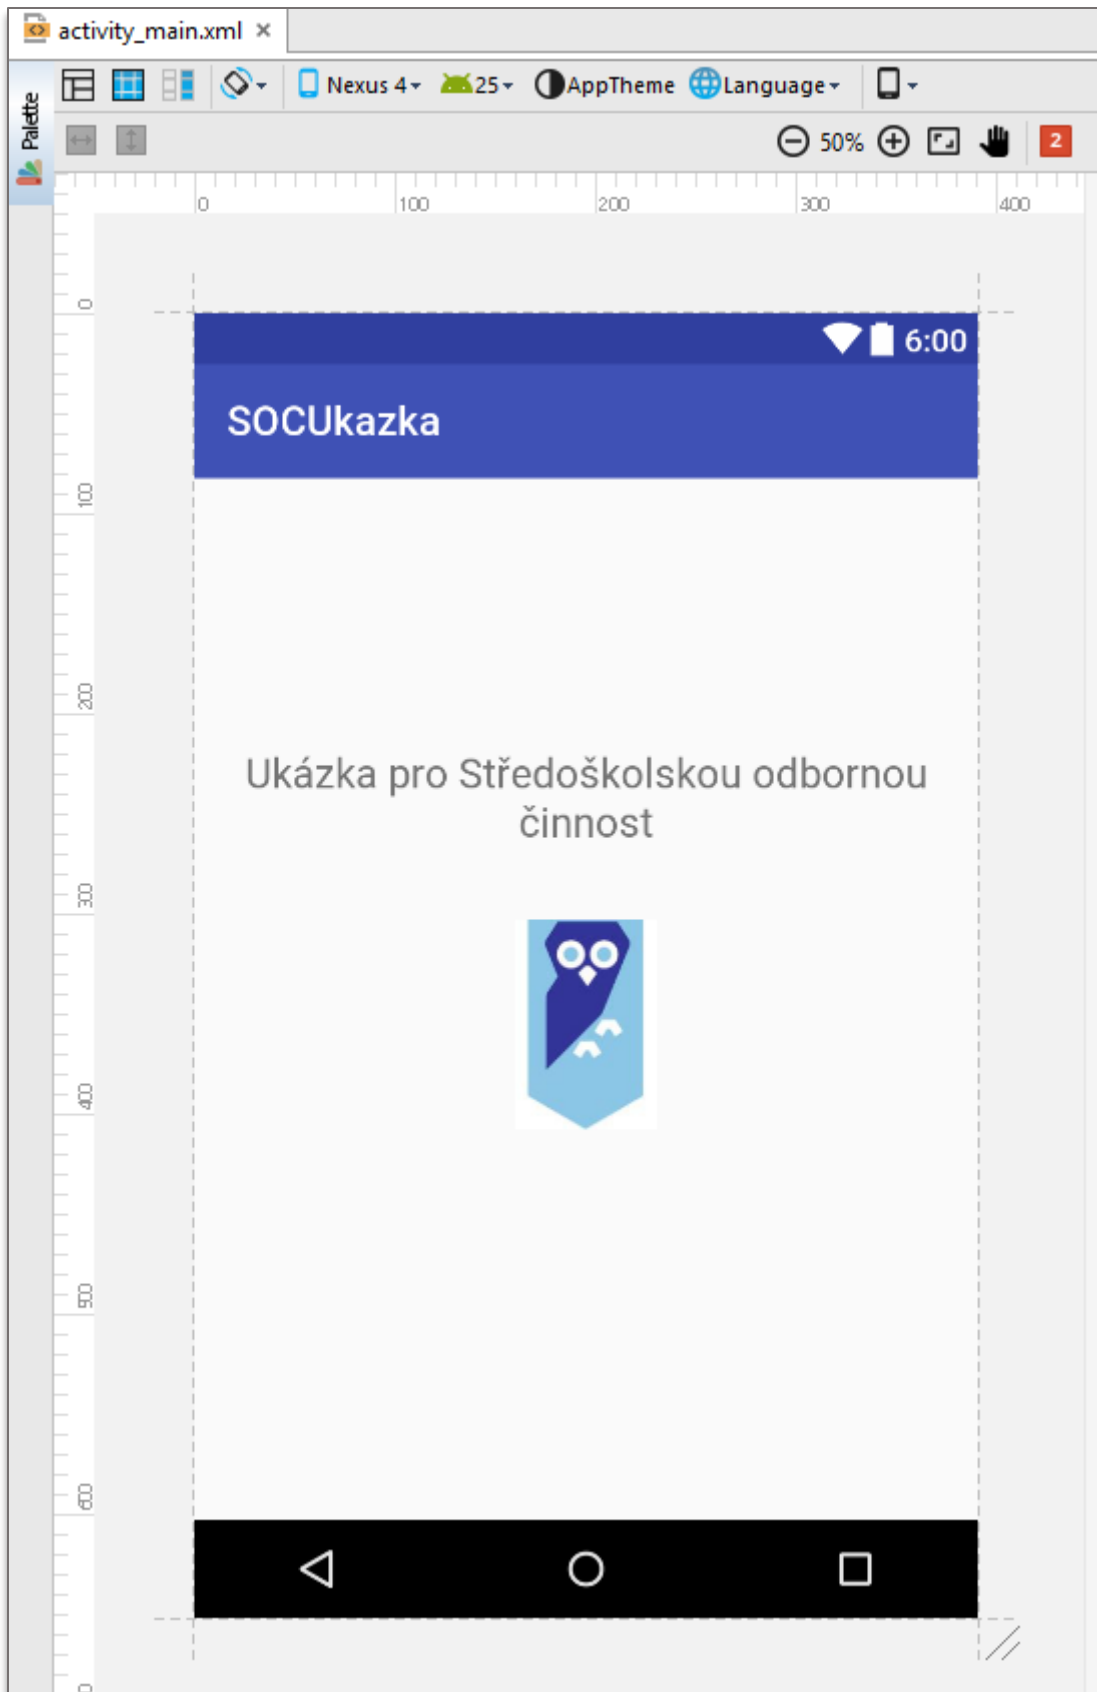 activity_main.xml ×
Palette
Nexus 4 25 AppTheme Language
50% 2
0 100 200 300 400
0
100
200
300
400
500
600
6:00
SOCUkazka
Ukázka pro Středoškolskou odbornou
činnost